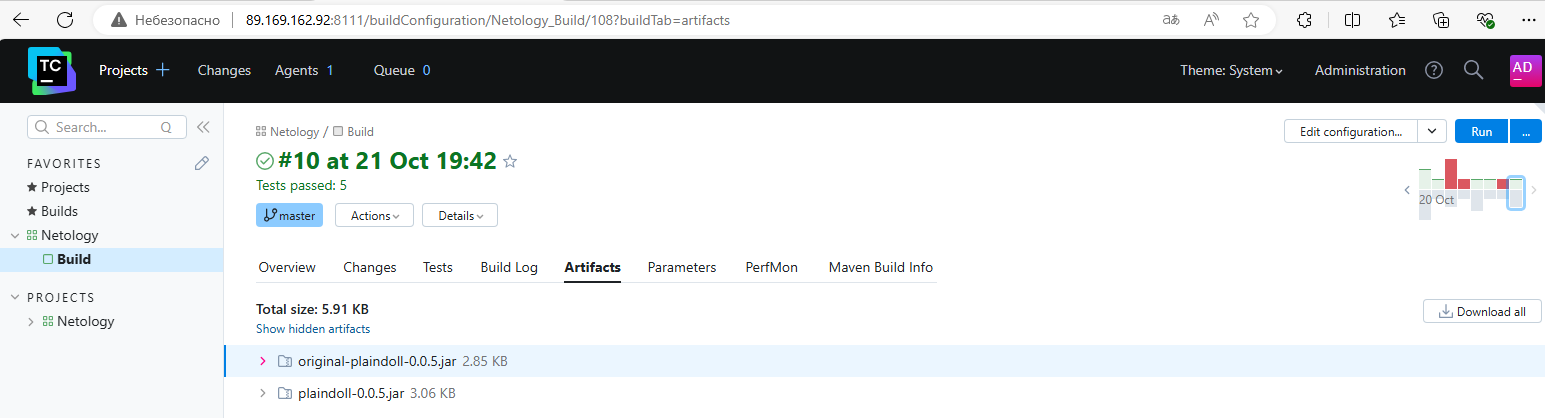 Небезопасно 89.169.162.92:8111/buildConfiguration/Netology_Build/108?buildTab=artifacts
TC Projects Changes Agents 1 Queue 0 Theme: System Administration AD
Search... Q
FAVORITES
Projects
Builds
Netology
Build
PROJECTS
Netology
Netology / Build
Edit configuration... Run ...
#10 at 21 Oct 19:42
Tests passed: 5
master Actions Details
20 Oct
Overview Changes Tests Build Log Artifacts Parameters PerfMon Maven Build Info
Total size: 5.91 KB
Show hidden artifacts
Download all
original-plaindoll-0.0.5.jar 2.85 KB
plaindoll-0.0.5.jar 3.06 KB